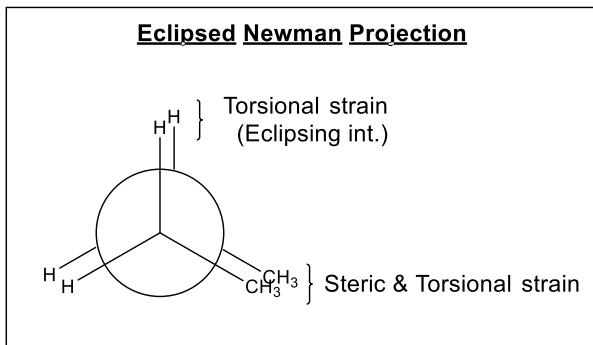 Eclipsed Newman Projection
H
H
Torsional strain
(Eclipsing int.)
H
H
CH3
CH3
Steric & Torsional strain